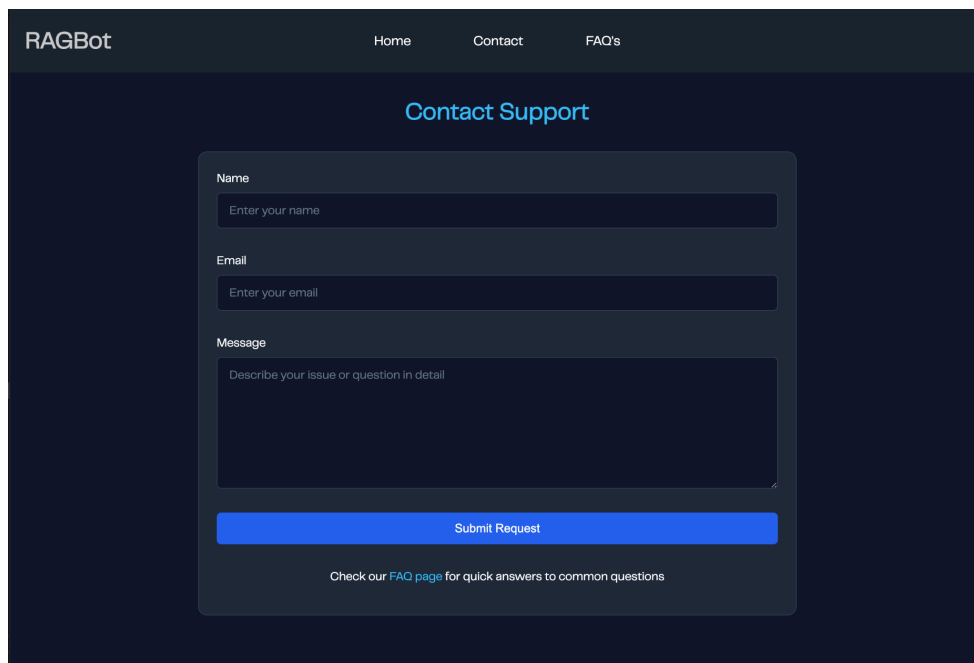 RAGBot
Home Contact FAQ's
Contact Support
Name
Enter your name
Email
Enter your email
Message
Describe your issue or question in detail
Submit Request
Check our FAQ page for quick answers to common questions